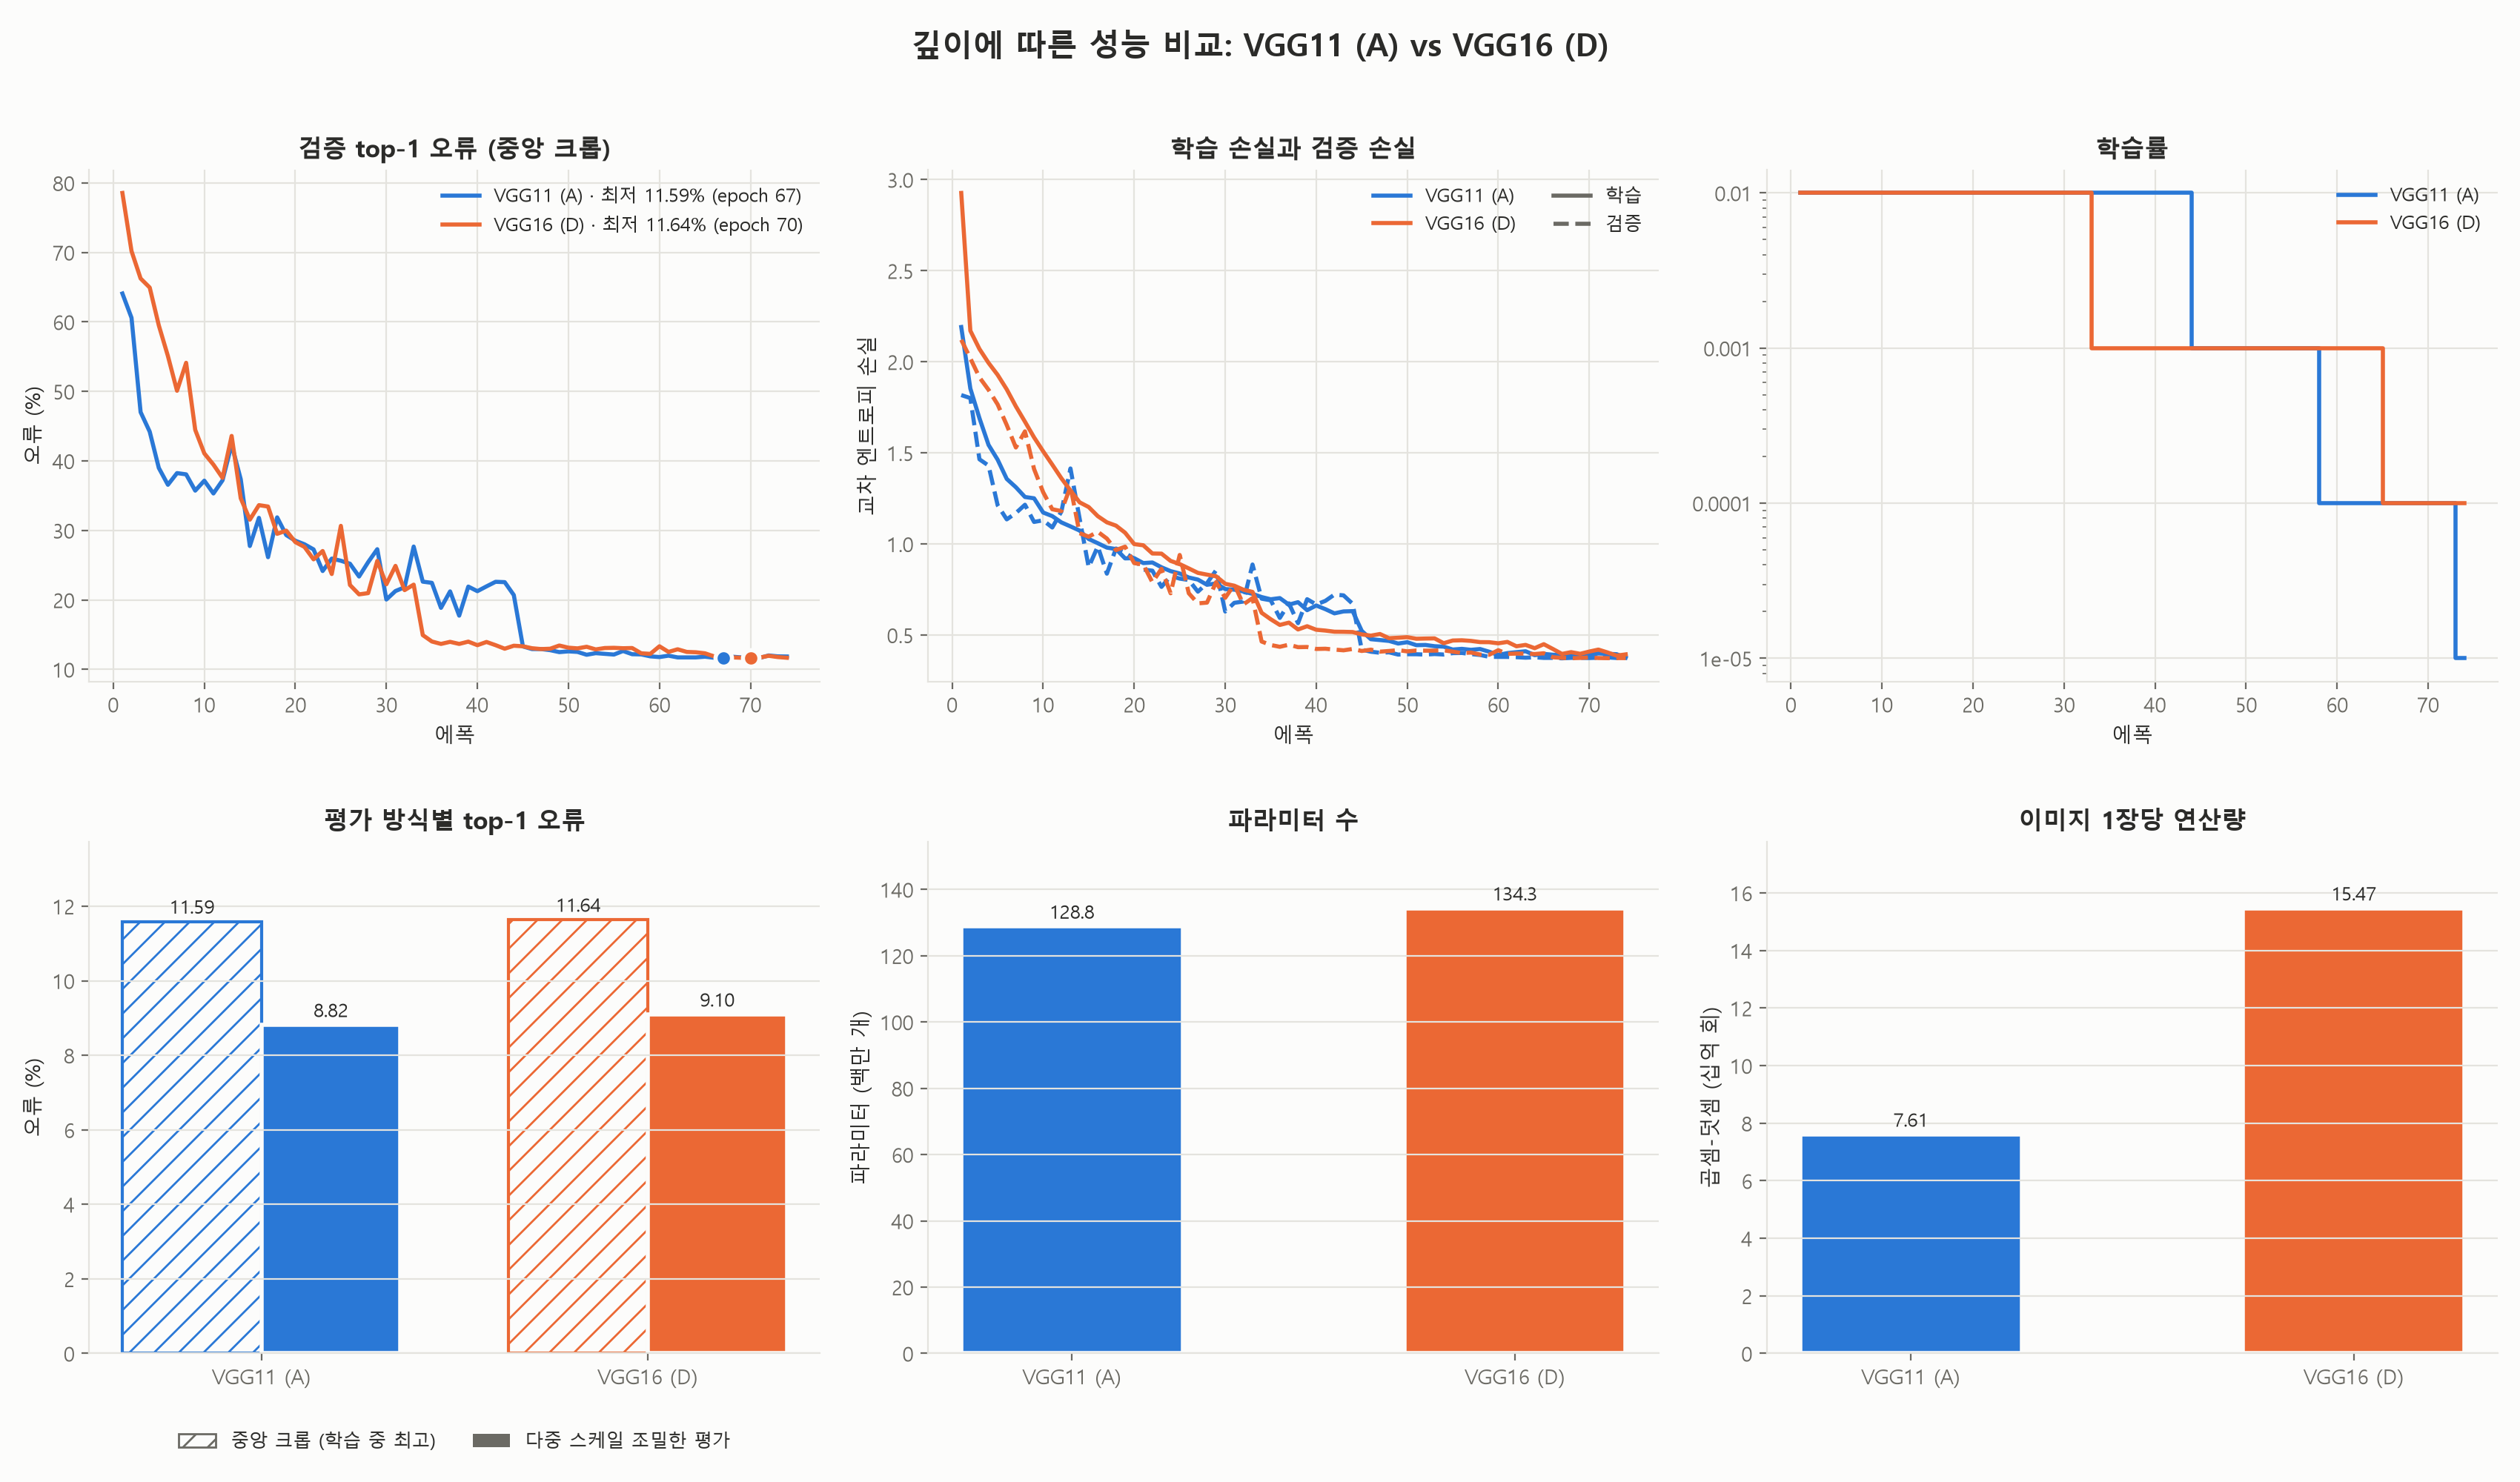 깊이에 따른 성능 비교: VGG11 (A) vs VGG16 (D)
검증 top-1 오류 (중앙 크롭)
VGG11 (A) · 최저 11.59% (epoch 67)
VGG16 (D) · 최저 11.64% (epoch 70)
오류 (%)
80
70
60
50
40
30
20
10
0 10 20 30 40 50 60 70
에폭
학습 손실과 검증 손실
VGG11 (A) 학습
VGG16 (D) 검증
교차 엔트로피 손실
3.0
2.5
2.0
1.5
1.0
0.5
0 10 20 30 40 50 60 70
에폭
학습률
VGG11 (A)
VGG16 (D)
0.01
0.001
0.0001
1e-05
0 10 20 30 40 50 60 70
에폭
평가 방식별 top-1 오류
오류 (%)
12
10
8
6
4
2
0
11.59
8.82
11.64
9.10
VGG11 (A) VGG16 (D)
중앙 크롭 (학습 중 최고) 다중 스케일 조밀한 평가
파라미터 수
파라미터 (백만 개)
140
120
100
80
60
40
20
0
128.8
134.3
VGG11 (A) VGG16 (D)
이미지 1장당 연산량
곱셈-덧셈 (십억 회)
16
14
12
10
8
6
4
2
0
7.61
15.47
VGG11 (A) VGG16 (D)